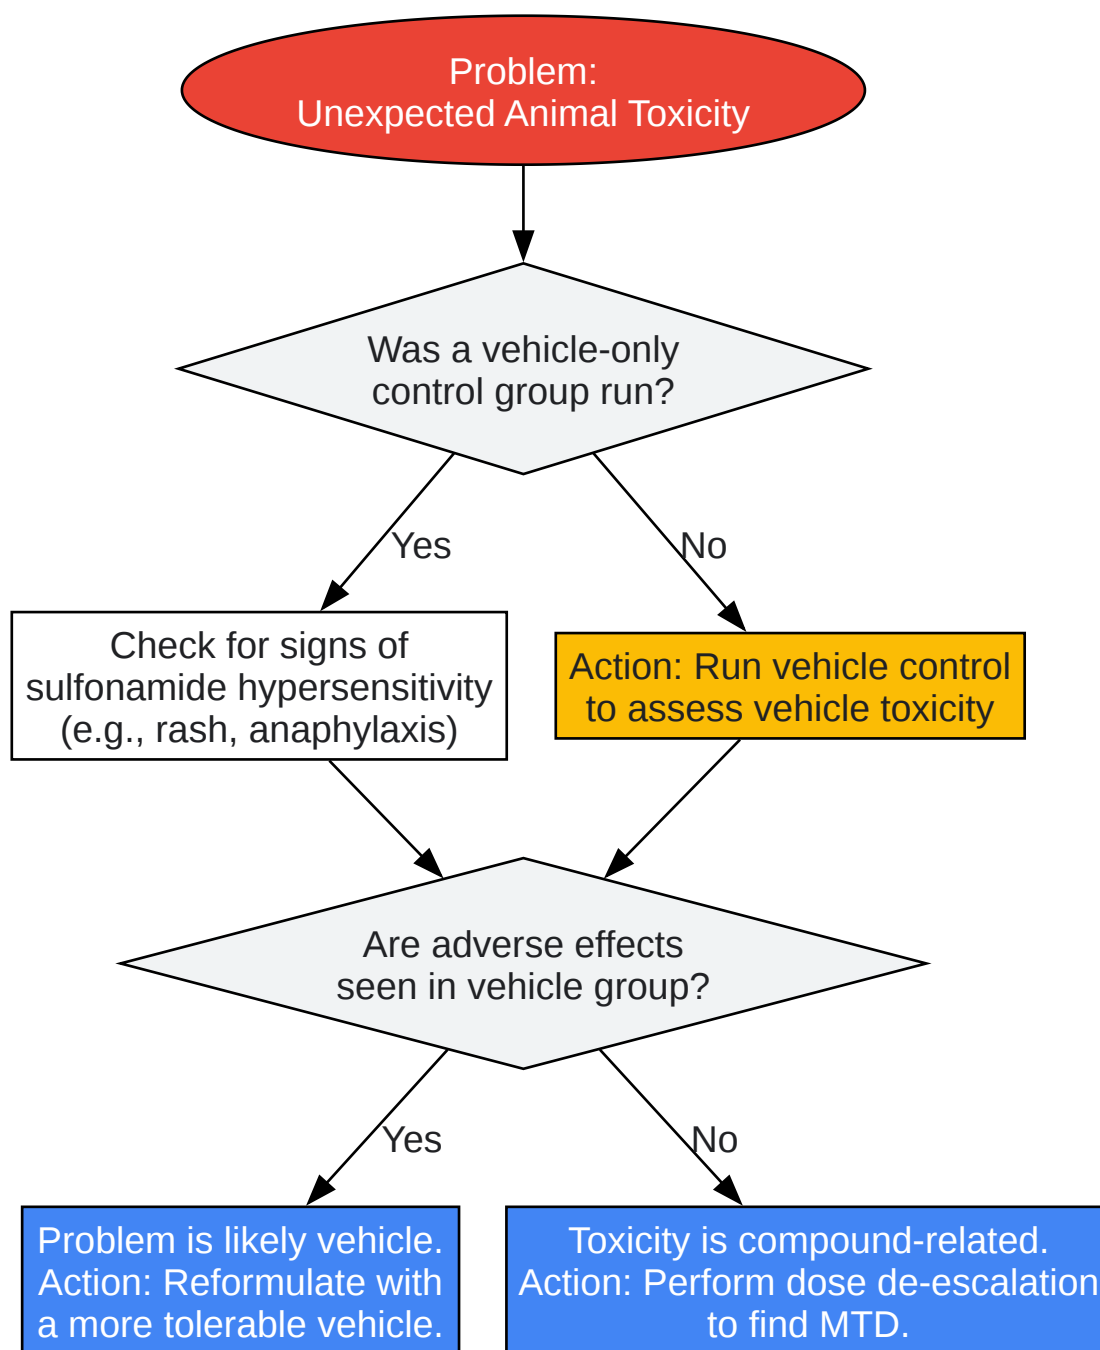 Problem:
Unexpected Animal Toxicity
Was a vehicle-only
control group run?
Yes
No
Check for signs of
sulfonamide hypersensitivity
(e.g., rash, anaphylaxis)
Action: Run vehicle control
to assess vehicle toxicity
Are adverse effects
seen in vehicle group?
Yes
No
Problem is likely vehicle.
Action: Reformulate with
a more tolerable vehicle.
Toxicity is compound-related.
Action: Perform dose de-escalation
to find MTD.